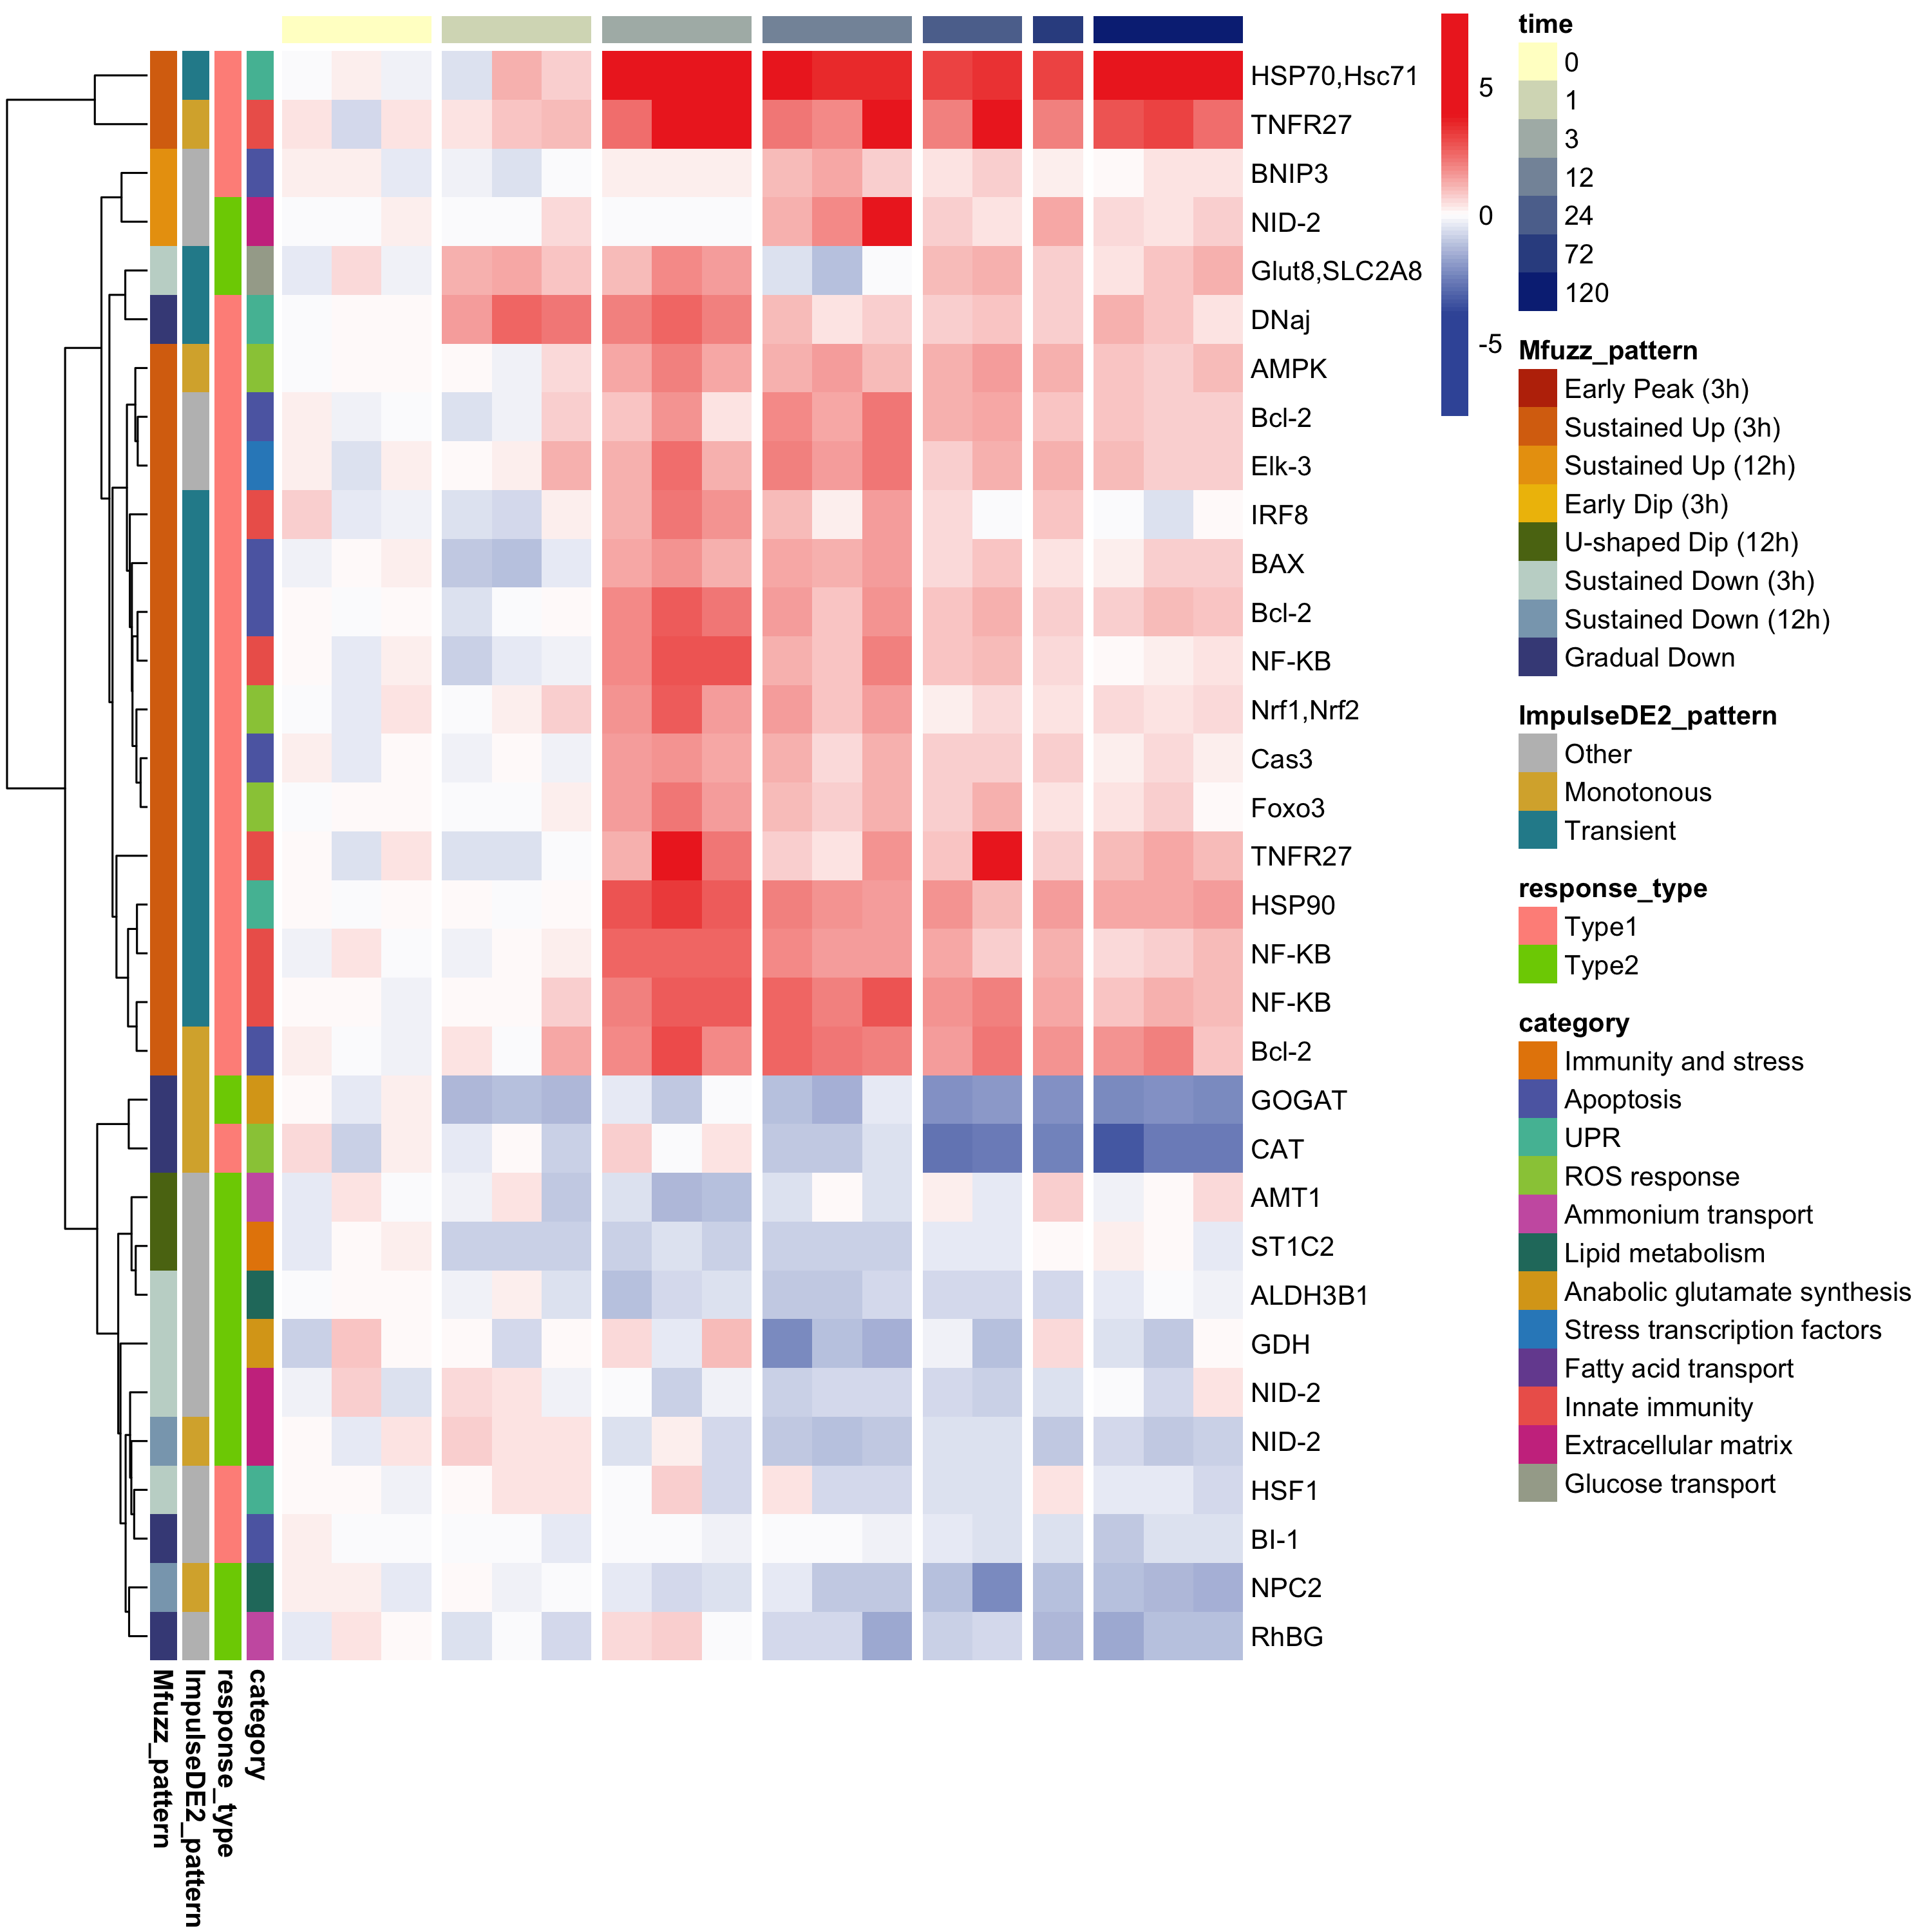 HSP70,Hsc71
TNFR27
BNIP3
NID-2
Glut8,SLC2A8
DNaj
AMPK
Bcl-2
Elk-3
IRF8
BAX
Bcl-2
NF-KB
Nrf1,Nrf2
Cas3
Foxo3
TNFR27
HSP90
NF-KB
NF-KB
Bcl-2
GOGAT
CAT
AMT1
ST1C2
ALDH3B1
GDH
NID-2
NID-2
HSF1
BI-1
NPC2
RhBG
Mfuzz_pattern
ImpulseDE2_pattern
response_type
category
5
0
-5
time
0
1
3
12
24
72
120
Mfuzz_pattern
Early Peak (3h)
Sustained Up (3h)
Sustained Up (12h)
Early Dip (3h)
U-shaped Dip (12h)
Sustained Down (3h)
Sustained Down (12h)
Gradual Down
ImpulseDE2_pattern
Other
Monotonous
Transient
response_type
Type1
Type2
category
Immunity and stress
Apoptosis
UPR
ROS response
Ammonium transport
Lipid metabolism
Anabolic glutamate synthesis
Stress transcription factors
Fatty acid transport
Innate immunity
Extracellular matrix
Glucose transport